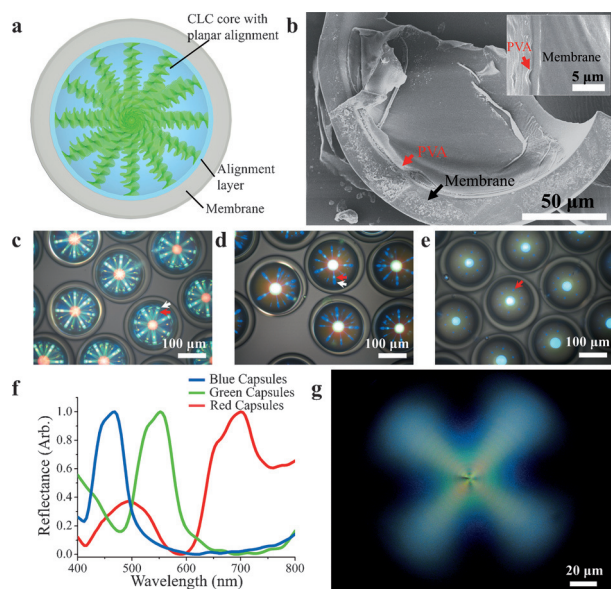 a
CLC core with
planar alignment
Alignment
layer
Membrane
b
PVA
Membrane
5 µm
PVA
Membrane
50 µm
c
100 µm
d
100 µm
e
100 µm
f
Blue Capsules
Green Capsules
Red Capsules
Reflectance (Arb.)
1.0
0.8
0.6
0.4
0.2
0.0
400 500 600 700 800
Wavelength (nm)
g
20 µm